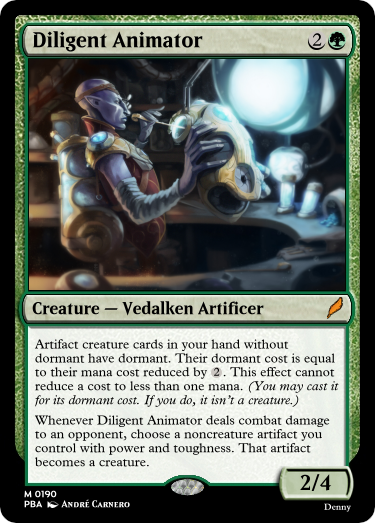 Diligent Animator 2
Creature — Vedalken Artificer
Artifact creature cards in your hand without
dormant have dormant. Their dormant cost is equal
to their mana cost reduced by 2. This effect cannot
reduce a cost to less than one mana. (You may cast it
for its dormant cost. If you do, it isn't a creature.)
Whenever Diligent Animator deals combat damage
to an opponent, choose a noncreature artifact you
control with power and toughness. That artifact
becomes a creature.
2/4
M 0190
PBA André Carnero
Denny